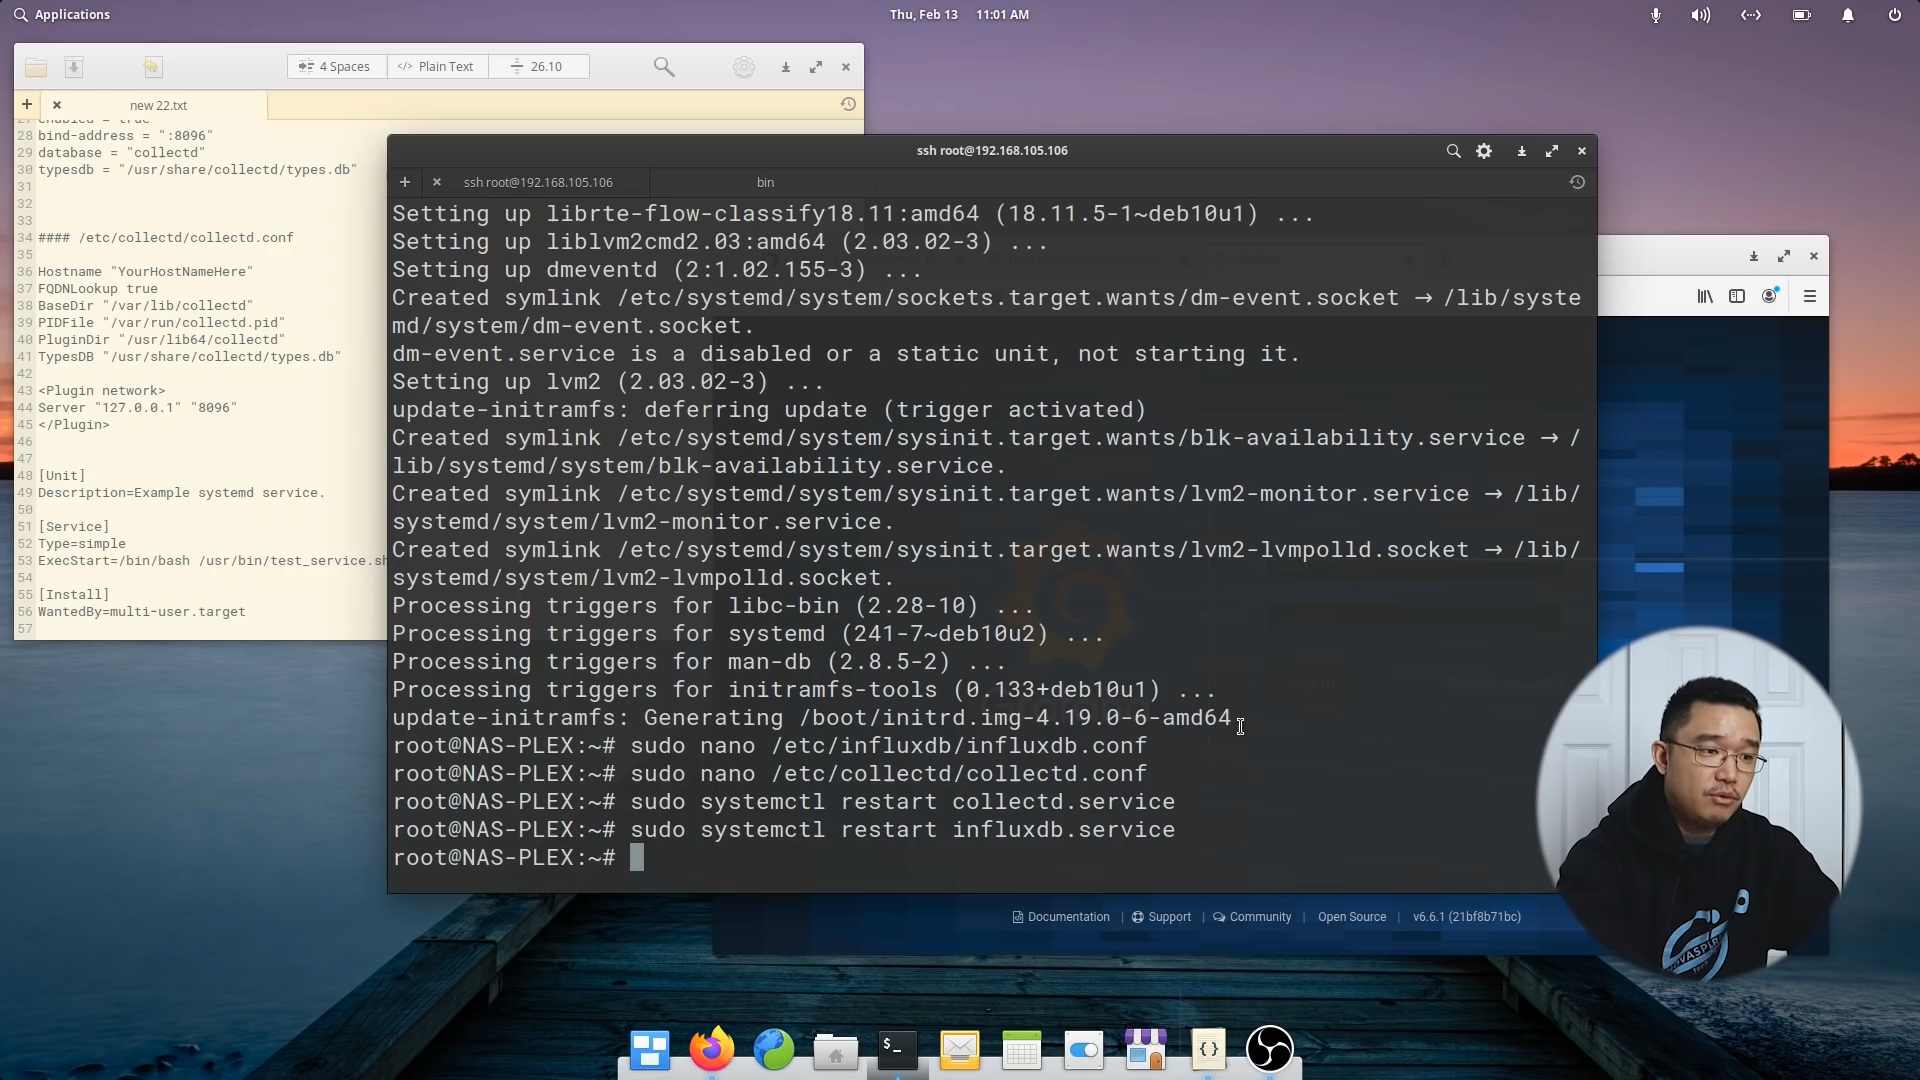 Applications
Thu, Feb 13 11:01 AM
4 Spaces
Plain Text
26.10
new 22.txt
28 bind-address = ":8096"
29 database = "collectd"
30 typesdb = "/usr/share/collectd/types.db"
31
32
33
34 #### /etc/collectd/collectd.conf
35
36 Hostname "YourHostNameHere"
37 FQDNLookup true
38 BaseDir "/var/lib/collectd"
39 PIDFile "/var/run/collectd.pid"
40 PluginDir "/usr/lib64/collectd"
41 TypesDB "/usr/share/collectd/types.db"
42
43 <Plugin network>
44 Server "127.0.0.1" "8096"
45 </Plugin>
46
47
48 [Unit]
49 Description=Example systemd service.
50
51 [Service]
52 Type=simple
53 ExecStart=/bin/bash /usr/bin/test_service.sh
54
55 [Install]
56 WantedBy=multi-user.target
57
ssh root@192.168.105.106
ssh root@192.168.105.106
bin
Setting up librte-flow-classify18.11:amd64 (18.11.5-1~deb10u1) ...
Setting up liblvm2cmd2.03:amd64 (2.03.02-3) ...
Setting up dmeventd (2:1.02.155-3) ...
Created symlink /etc/systemd/system/sockets.target.wants/dm-event.socket → /lib/syste
md/system/dm-event.socket.
dm-event.service is a disabled or a static unit, not starting it.
Setting up lvm2 (2.03.02-3) ...
update-initramfs: deferring update (trigger activated)
Created symlink /etc/systemd/system/sysinit.target.wants/blk-availability.service → /
lib/systemd/system/blk-availability.service.
Created symlink /etc/systemd/system/sysinit.target.wants/lvm2-monitor.service → /lib/
systemd/system/lvm2-monitor.service.
Created symlink /etc/systemd/system/sysinit.target.wants/lvm2-lvmpolld.socket → /lib/
systemd/system/lvm2-lvmpolld.socket.
Processing triggers for libc-bin (2.28-10) ...
Processing triggers for systemd (241-7~deb10u2) ...
Processing triggers for man-db (2.8.5-2) ...
Processing triggers for initramfs-tools (0.133+deb10u1) ...
update-initramfs: Generating /boot/initrd.img-4.19.0-6-amd64
root@NAS-PLEX:~# sudo nano /etc/influxdb/influxdb.conf
root@NAS-PLEX:~# sudo nano /etc/collectd/collectd.conf
root@NAS-PLEX:~# sudo systemctl restart collectd.service
root@NAS-PLEX:~# sudo systemctl restart influxdb.service
root@NAS-PLEX:~#
Documentation | Support | Community | Open Source | v6.6.1 (21bf8b71bc)